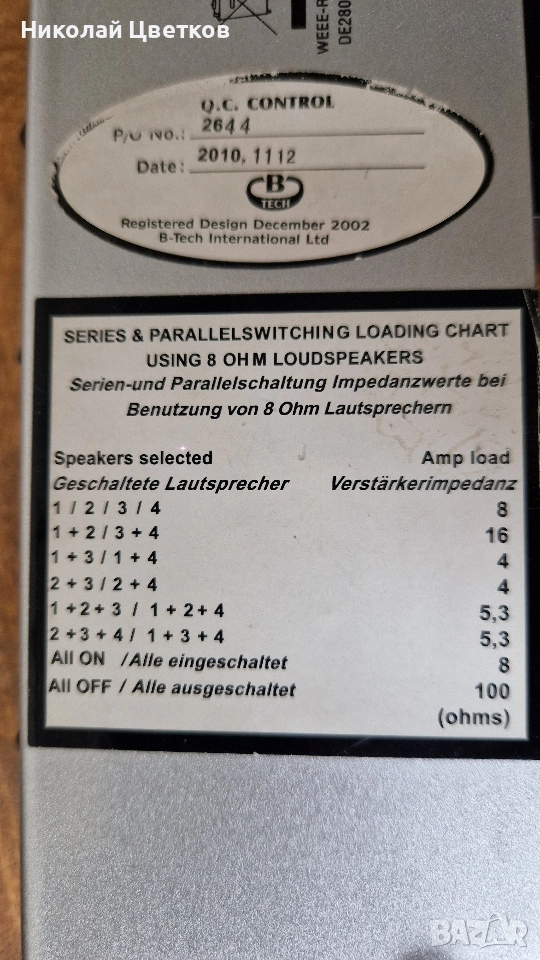 Николай Цветков
WEEE-R
DE280
Q.C. CONTROL
P/O No.: 2644
Date: 2010, 1112
B
TECH
Registered Design December 2002
B-Tech International Ltd
SERIES & PARALLELSWITCHING LOADING CHART
USING 8 OHM LOUDSPEAKERS
Serien-und Parallelschaltung Impedanzwerte bei
Benutzung von 8 Ohm Lautsprechern
Speakers selected Amp load
Geschaltete Lautsprecher Verstärkerimpedanz
1 / 2 / 3 / 4 8
1 + 2 / 3 + 4 16
1 + 3 / 1 + 4 4
2 + 3 / 2 + 4 4
1 + 2 + 3 / 1 + 2 + 4 5,3
2 + 3 + 4 / 1 + 3 + 4 5,3
All ON / Alle eingeschaltet 8
All OFF / Alle ausgeschaltet 100
(ohms)
BAZAR